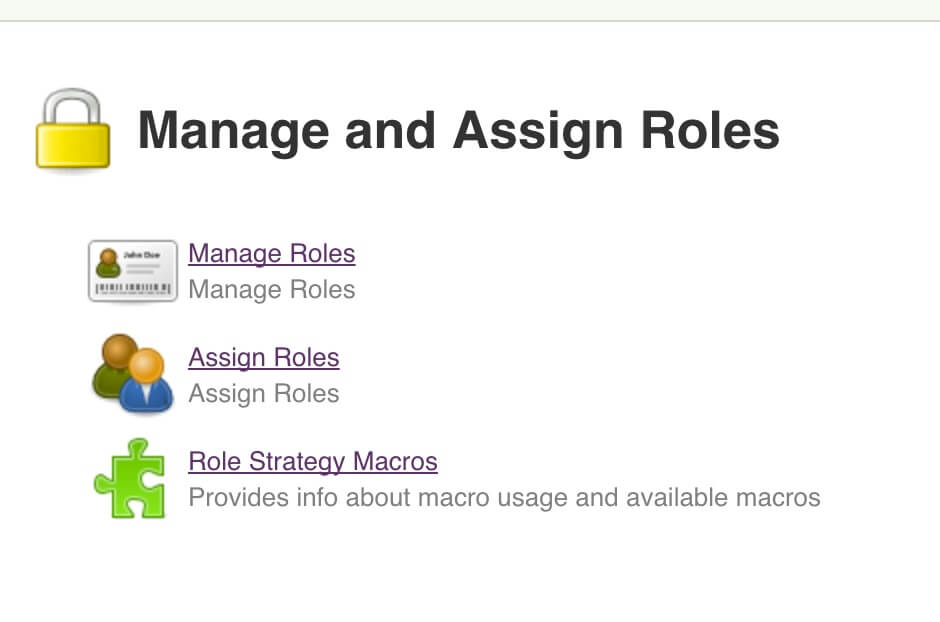 Manage and Assign Roles
John Doe
Manage Roles
Manage Roles
Assign Roles
Assign Roles
Role Strategy Macros
Provides info about macro usage and available macros